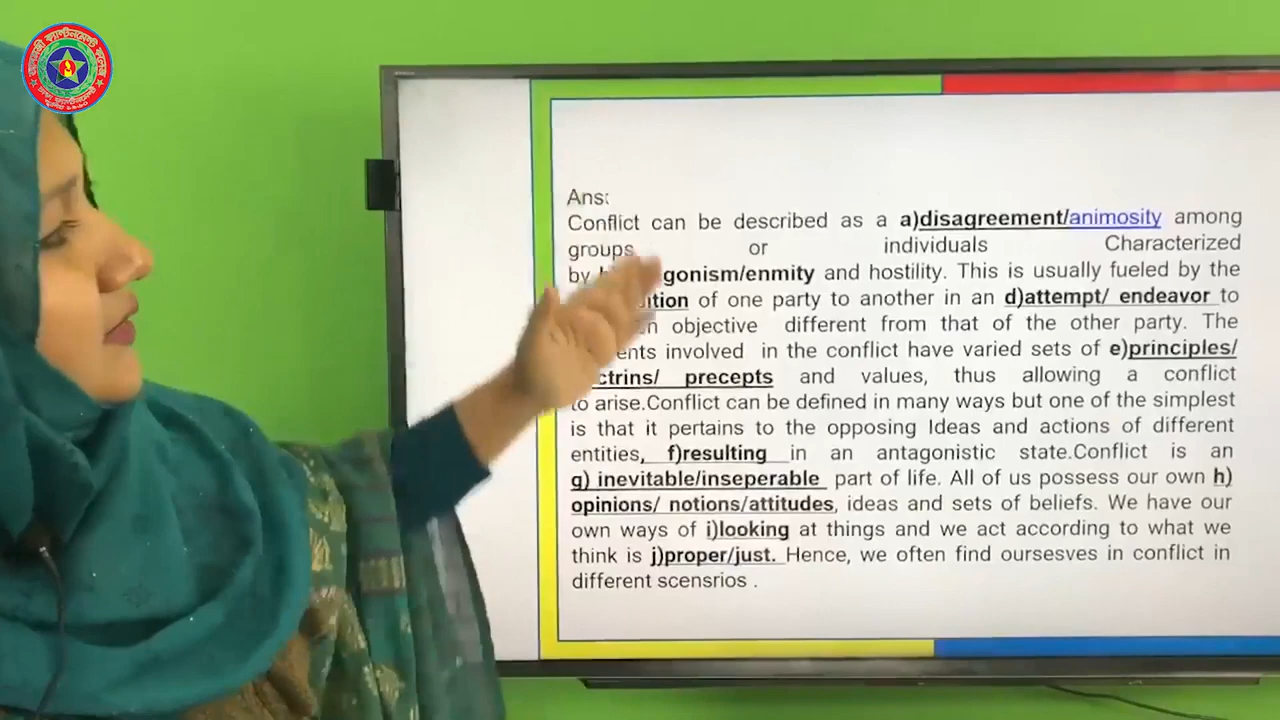 Ans:
Conflict can be described as a a)disagreement/animosity among
groups or individuals Characterized
by gonism/enmity and hostility. This is usually fueled by the
of one party to another in an d)attempt/ endeavor to
objective different from that of the other party. The
involved in the conflict have varied sets of e)principles/
precepts and values, thus allowing a conflict
to arise.Conflict can be defined in many ways but one of the simplest
is that it pertains to the opposing Ideas and actions of different
entities, f)resulting in an antagonistic state.Conflict is an
g) inevitable/inseperable part of life. All of us possess our own h)
opinions/ notions/attitudes, ideas and sets of beliefs. We have our
own ways of i)looking at things and we act according to what we
think is j)proper/just. Hence, we often find oursesves in conflict in
different scensrios .